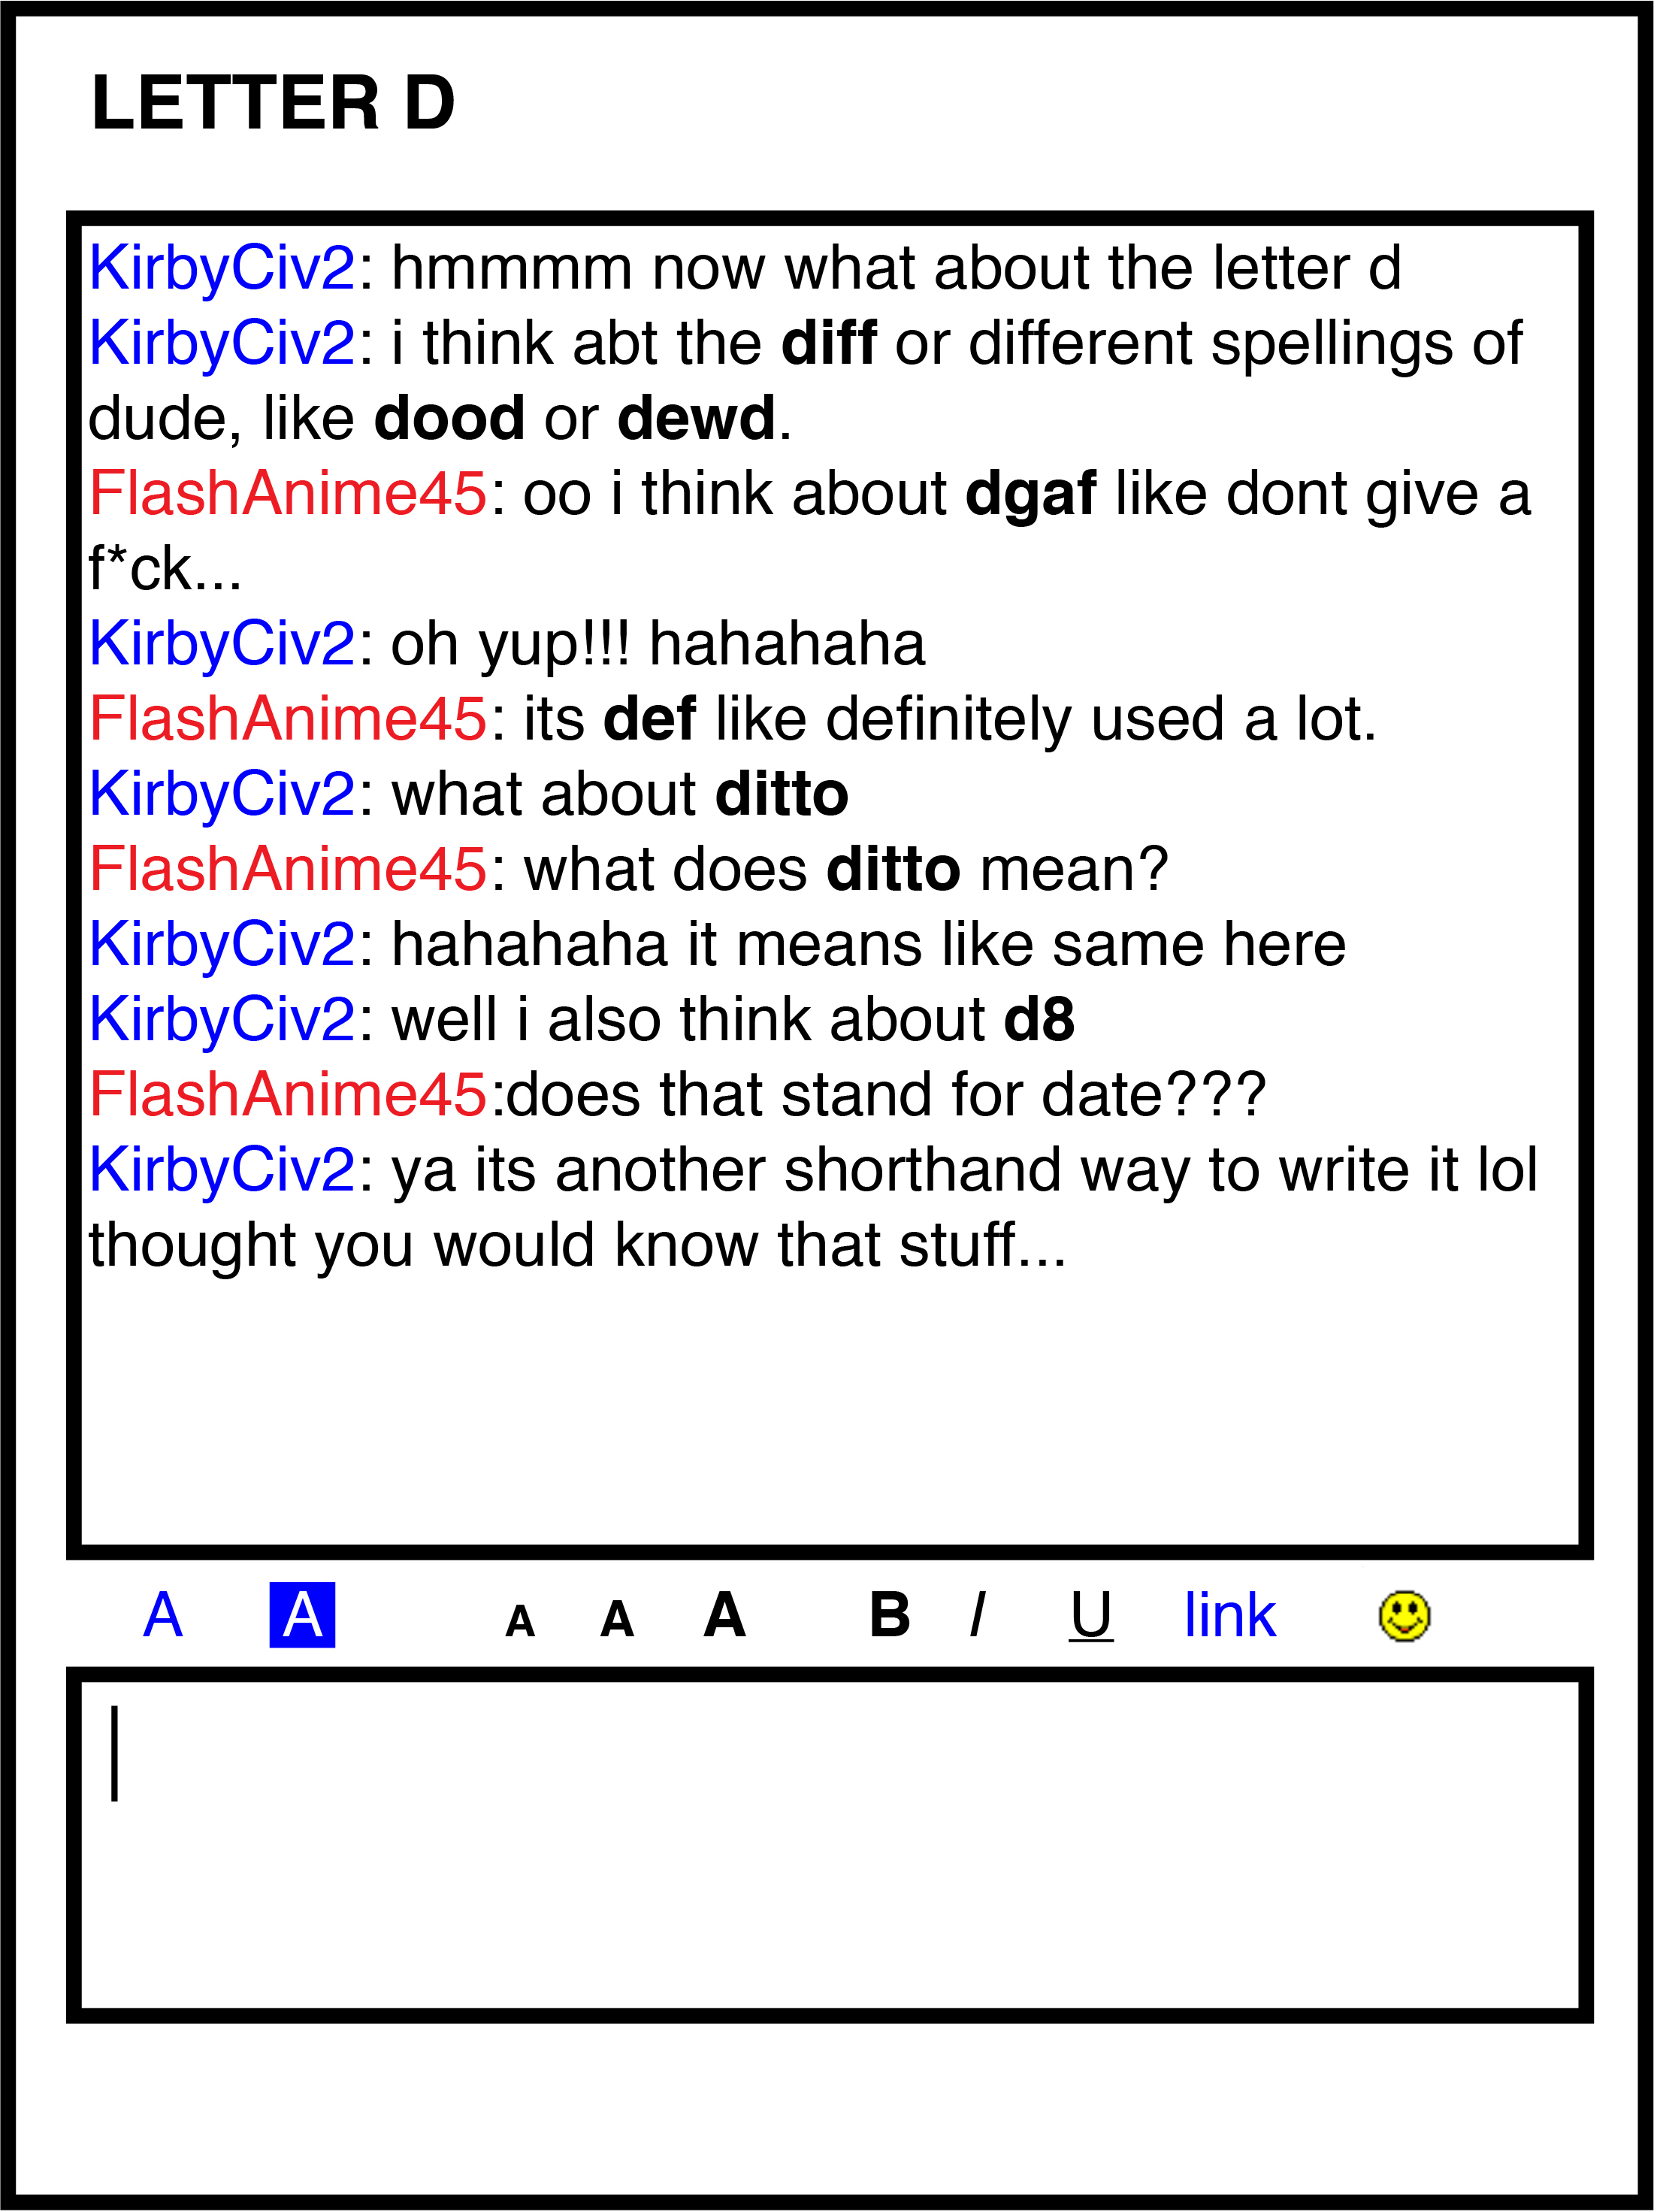 LETTER D
KirbyCiv2: hmmmm now what about the letter d
KirbyCiv2: i think abt the diff or different spellings of
dude, like dood or dewd.
FlashAnime45: oo i think about dgaf like dont give a
f*ck...
KirbyCiv2: oh yup!!! hahahaha
FlashAnime45: its def like definitely used a lot.
KirbyCiv2: what about ditto
FlashAnime45: what does ditto mean?
KirbyCiv2: hahahaha it means like same here
KirbyCiv2: well i also think about d8
FlashAnime45:does that stand for date???
KirbyCiv2: ya its another shorthand way to write it lol
thought you would know that stuff...
A A A A A B I U link